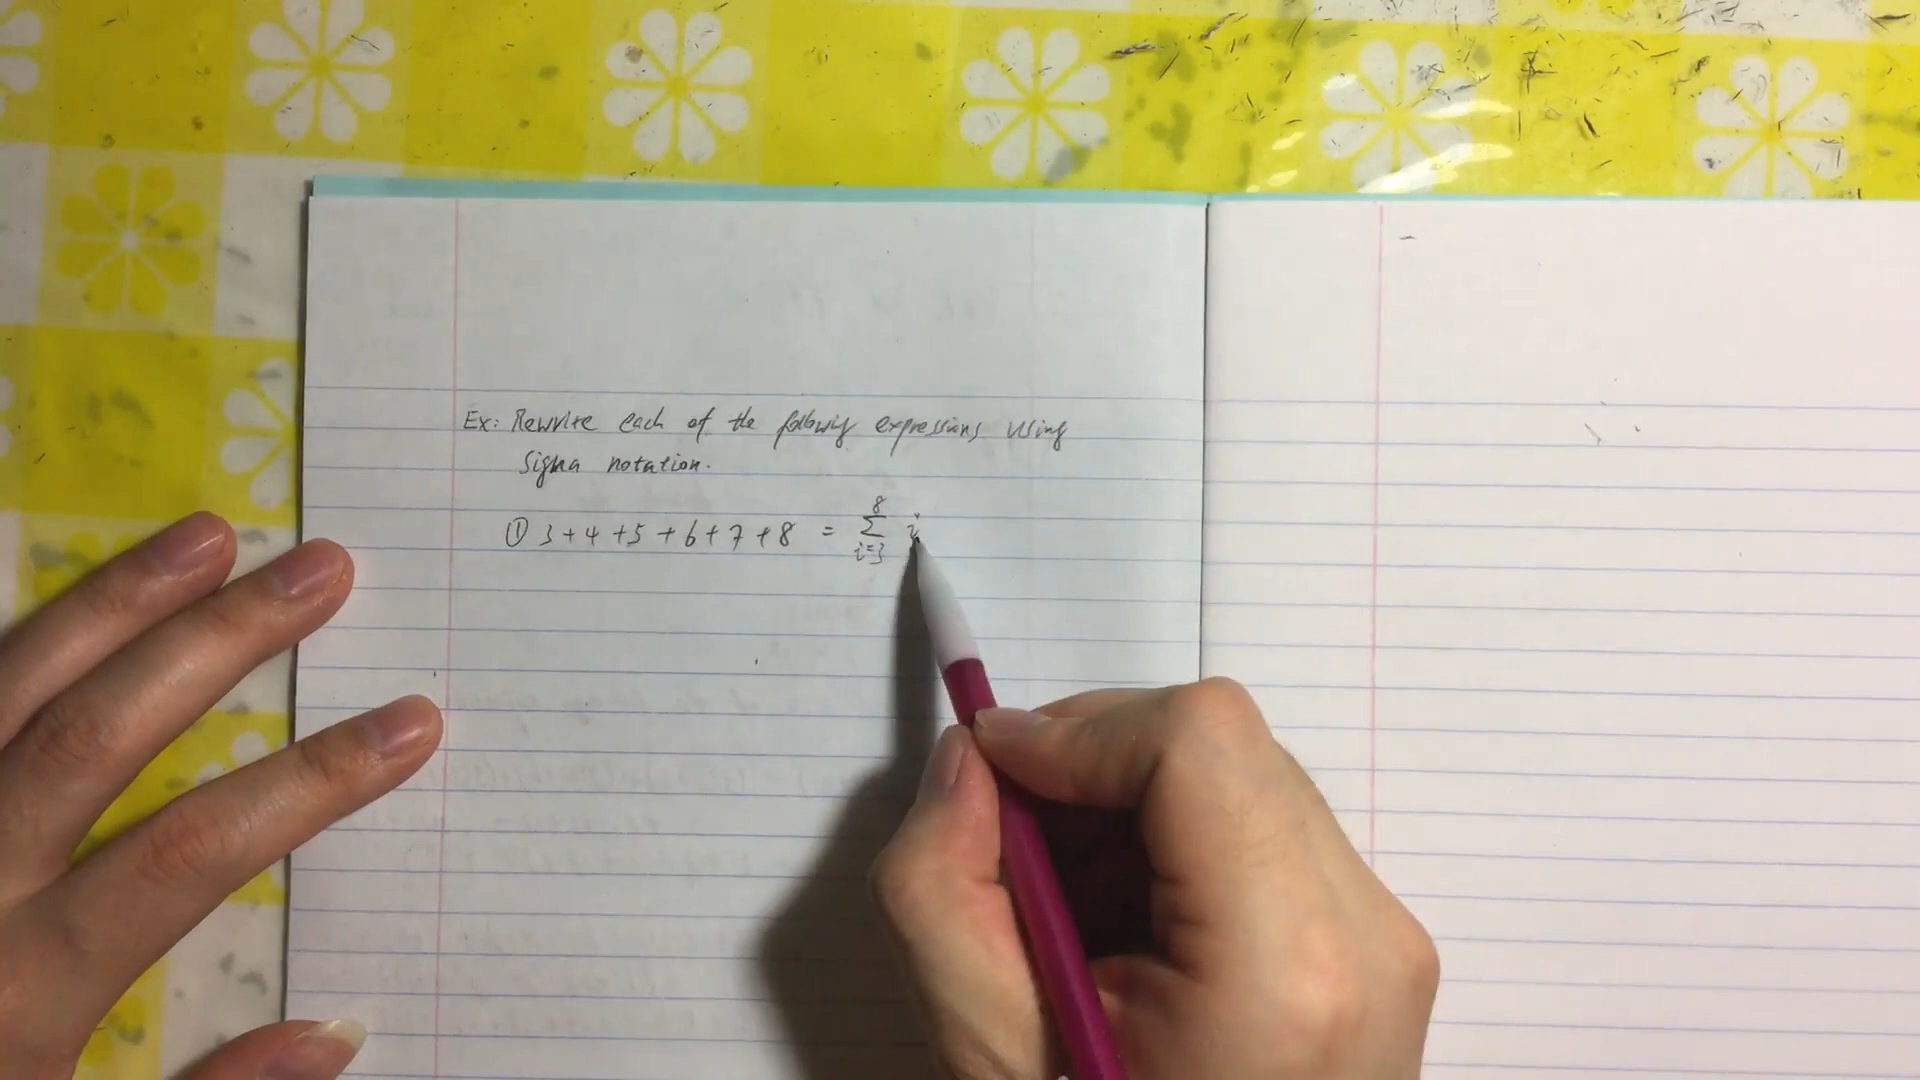 Ex: Rewrite each of the following expressions using
Sigma notation.
① 3+4+5+6+7+8 = \sum_{i=3}^{8} i